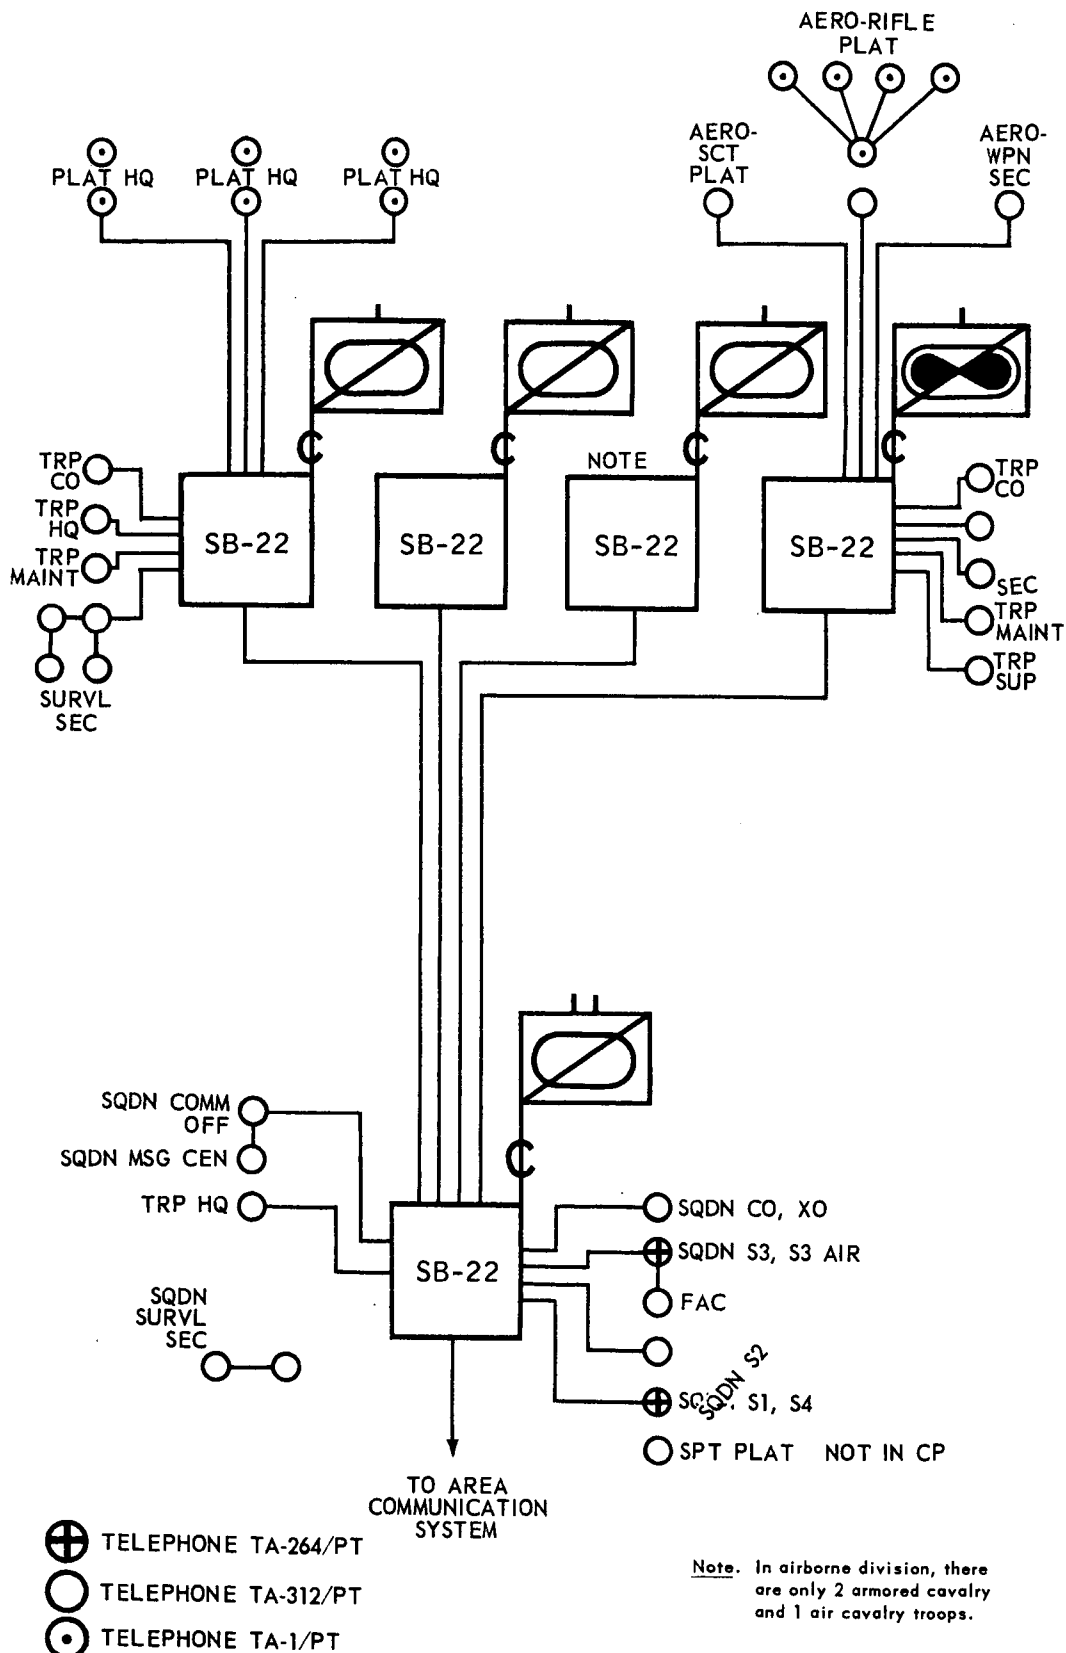 AERO-RIFLE
PLAT
AERO-
SCT
PLAT
AERO-
WPN
SEC
PLAT HQ
PLAT HQ
PLAT HQ
TRP
CO
TRP
HQ
TRP
MAINT
SURVL
SEC
SB-22
SB-22
NOTE
SB-22
SB-22
TRP
CO
SEC
TRP
MAINT
TRP
SUP
SQDN COMM
OFF
SQDN MSG CEN
TRP HQ
SQDN
SURVL
SEC
SB-22
SQDN CO, XO
SQDN S3, S3 AIR
FAC
SQDN S2
S1, S4
SPT PLAT NOT IN CP
TO AREA
COMMUNICATION
SYSTEM
TELEPHONE TA-264/PT
TELEPHONE TA-312/PT
TELEPHONE TA-1/PT
Note. In airborne division, there
are only 2 armored cavalry
and 1 air cavalry troops.